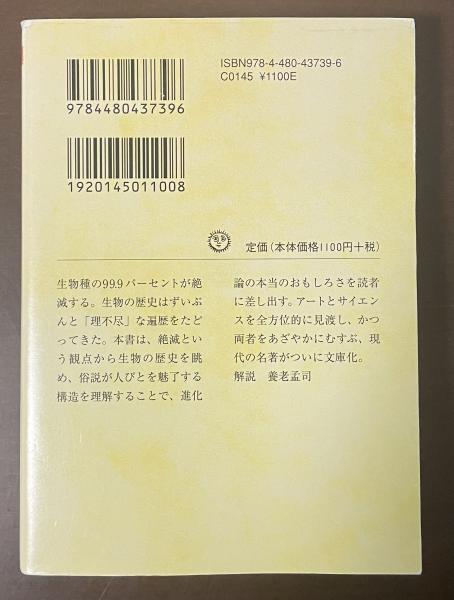 ISBN978-4-480-43739-6
C0145 ¥1100E
9784480437396
1920145011008
定価(本体価格1100円+税)
生物種の99.9パーセントが絶
滅する。生物の歴史はずいぶ
んと「理不尽」な遍歴をたど
ってきた。本書は、絶滅とい
う観点から生物の歴史を眺
め、俗説が人びとを魅了する
構造を理解することで、進化
論の本当のおもしろさを読者
に差し出す。アートとサイエン
スを全方位的に見渡し、かつ
両者をあざやかにむすぶ、現
代の名著がついに文庫化。
解説 養老孟司